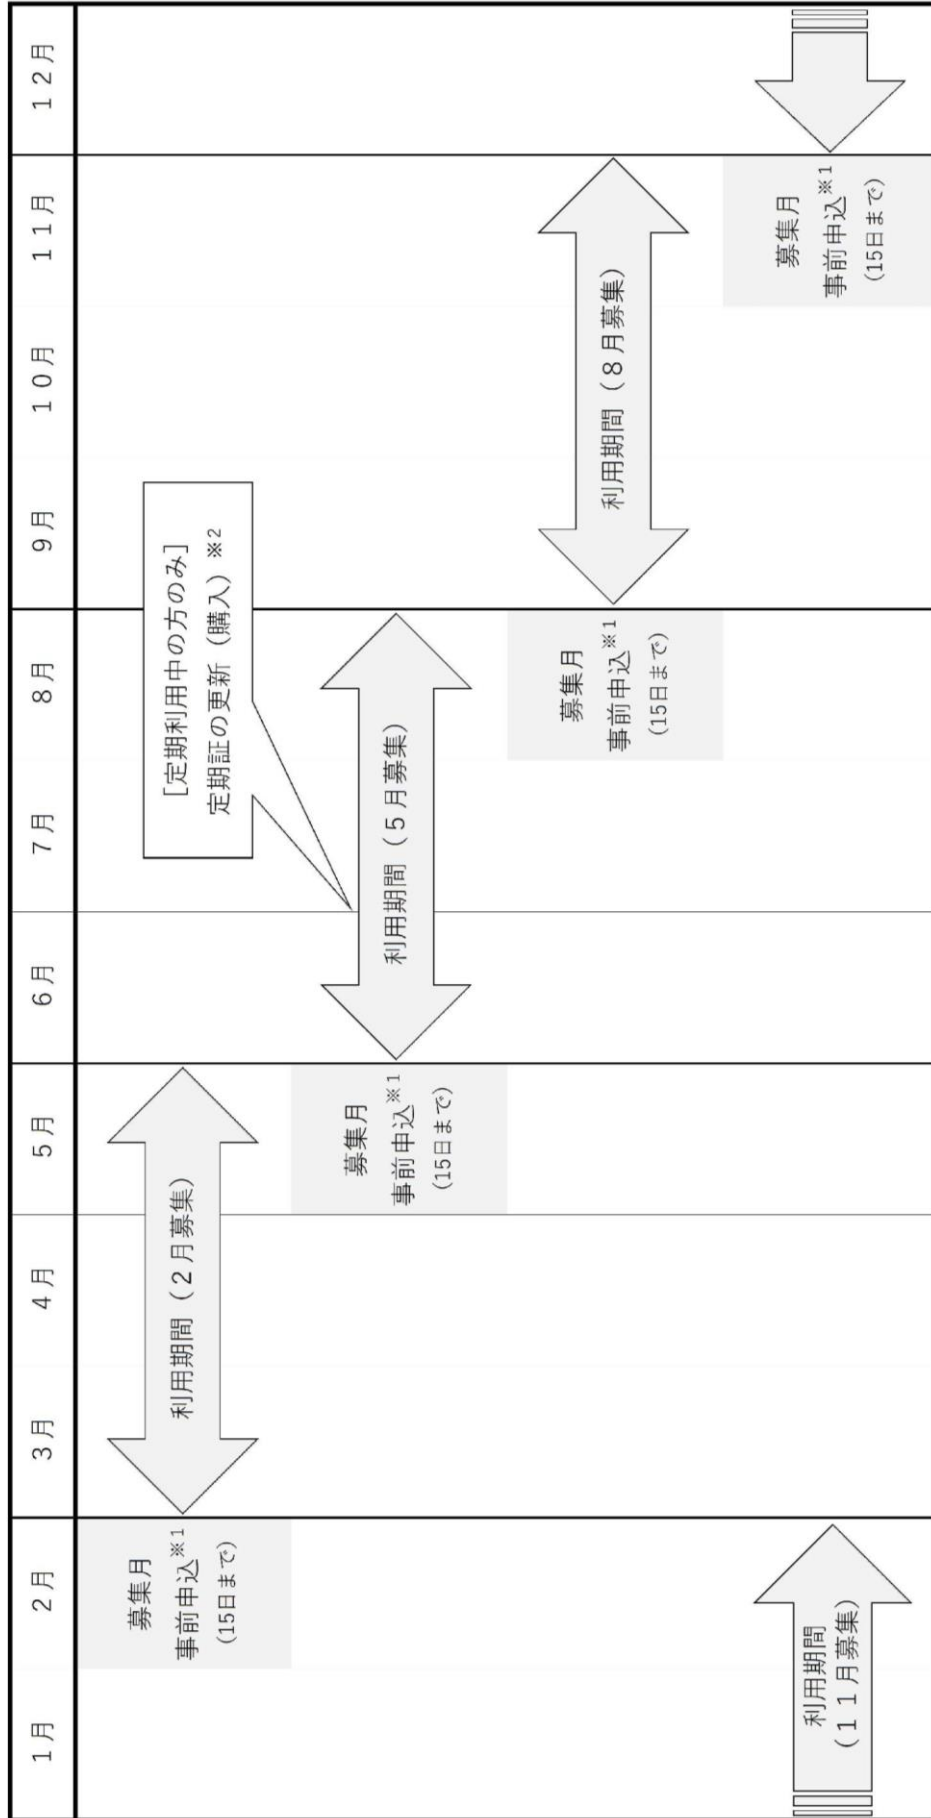 1月
2月
3月
4月
5月
6月
7月
8月
9月
10月
11月
12月
募集月
事前申込※1
(15日まで)
利用期間（２月募集）
[定期利用中の方のみ]
定期証の更新（購入）※2
募集月
事前申込※1
(15日まで)
利用期間（５月募集）
募集月
事前申込※1
(15日まで)
利用期間（８月募集）
利用期間
（１１月募集）
募集月
事前申込※1
(15日まで)